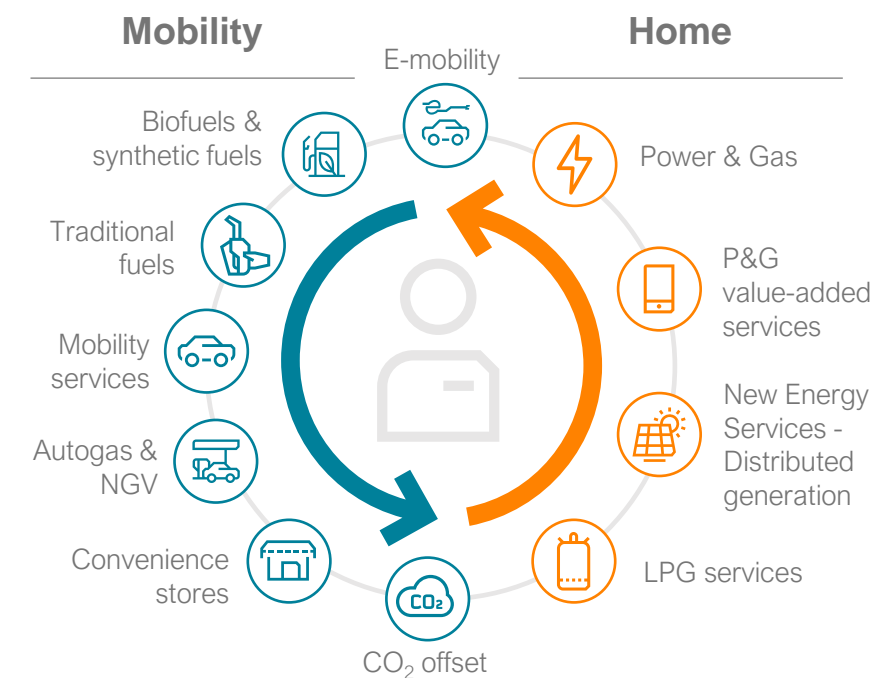 Mobility
Home
E-mobility
Biofuels &
synthetic fuels
Power & Gas
Traditional
fuels
P&G
value-added
services
Mobility
services
New Energy
Services -
Distributed
generation
Autogas &
NGV
Convenience
stores
LPG services
CO₂
CO₂ offset